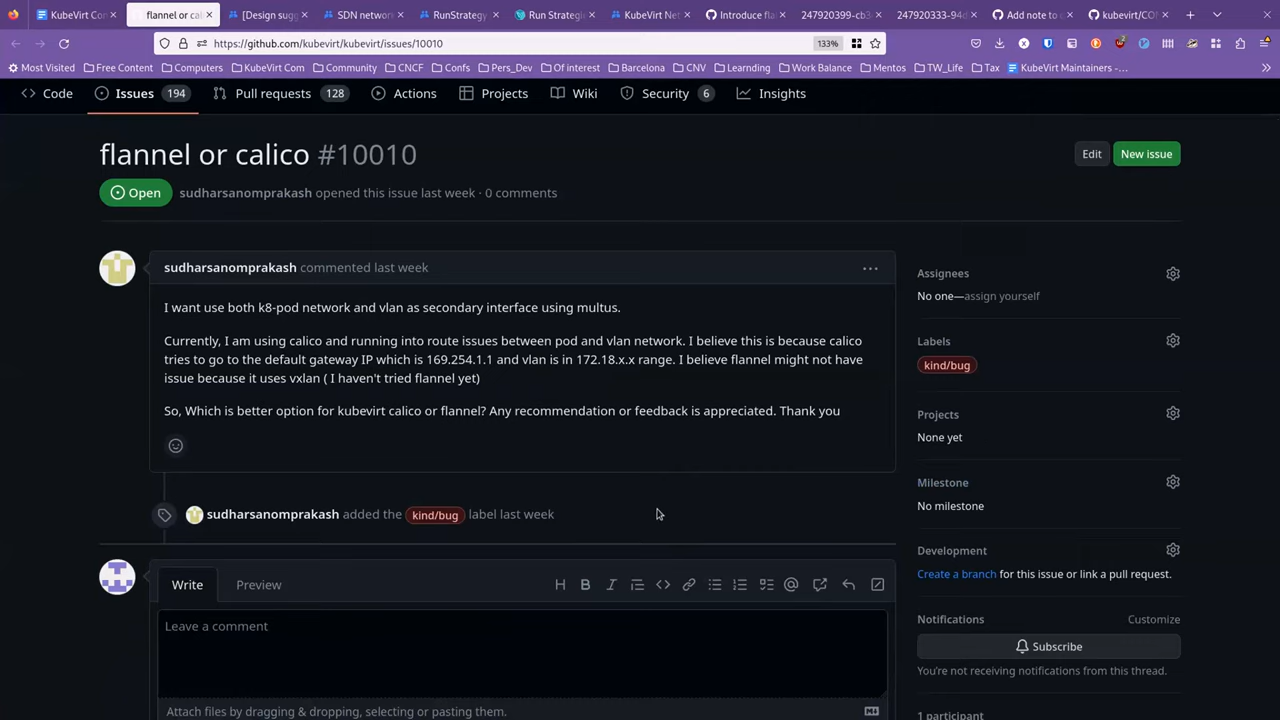 KubeVirt Con
flannel or calic
[Design sugg
SDN network
RunStrategy
Run Strategi
KubeVirt Net
Introduce fla
247920399-cb3
247920333-94d
Add note to c
kubevirt/CO
https://github.com/kubevirt/kubevirt/issues/10010
133%
Most Visited Free Content Computers KubeVirt Com Community CNCF Confs Pers_Dev Of interest Barcelona CNV Learnding Work Balance Mentos TW_Life Tax KubeVirt Maintainers -…
Code Issues 194 Pull requests 128 Actions Projects Wiki Security 6 Insights
flannel or calico #10010
Edit New issue
Open sudharsanomprakash opened this issue last week · 0 comments
sudharsanomprakash commented last week
I want use both k8-pod network and vlan as secondary interface using multus.
Currently, I am using calico and running into route issues between pod and vlan network. I believe this is because calico
tries to go to the default gateway IP which is 169.254.1.1 and vlan is in 172.18.x.x range. I believe flannel might not have
issue because it uses vxlan ( I haven't tried flannel yet)
So, Which is better option for kubevirt calico or flannel? Any recommendation or feedback is appreciated. Thank you
sudharsanomprakash added the kind/bug label last week
Write Preview
Leave a comment
Attach files by dragging & dropping, selecting or pasting them.
Assignees
No one—assign yourself
Labels
kind/bug
Projects
None yet
Milestone
No milestone
Development
Create a branch for this issue or link a pull request.
Notifications Customize
Subscribe
You're not receiving notifications from this thread.
1 participant